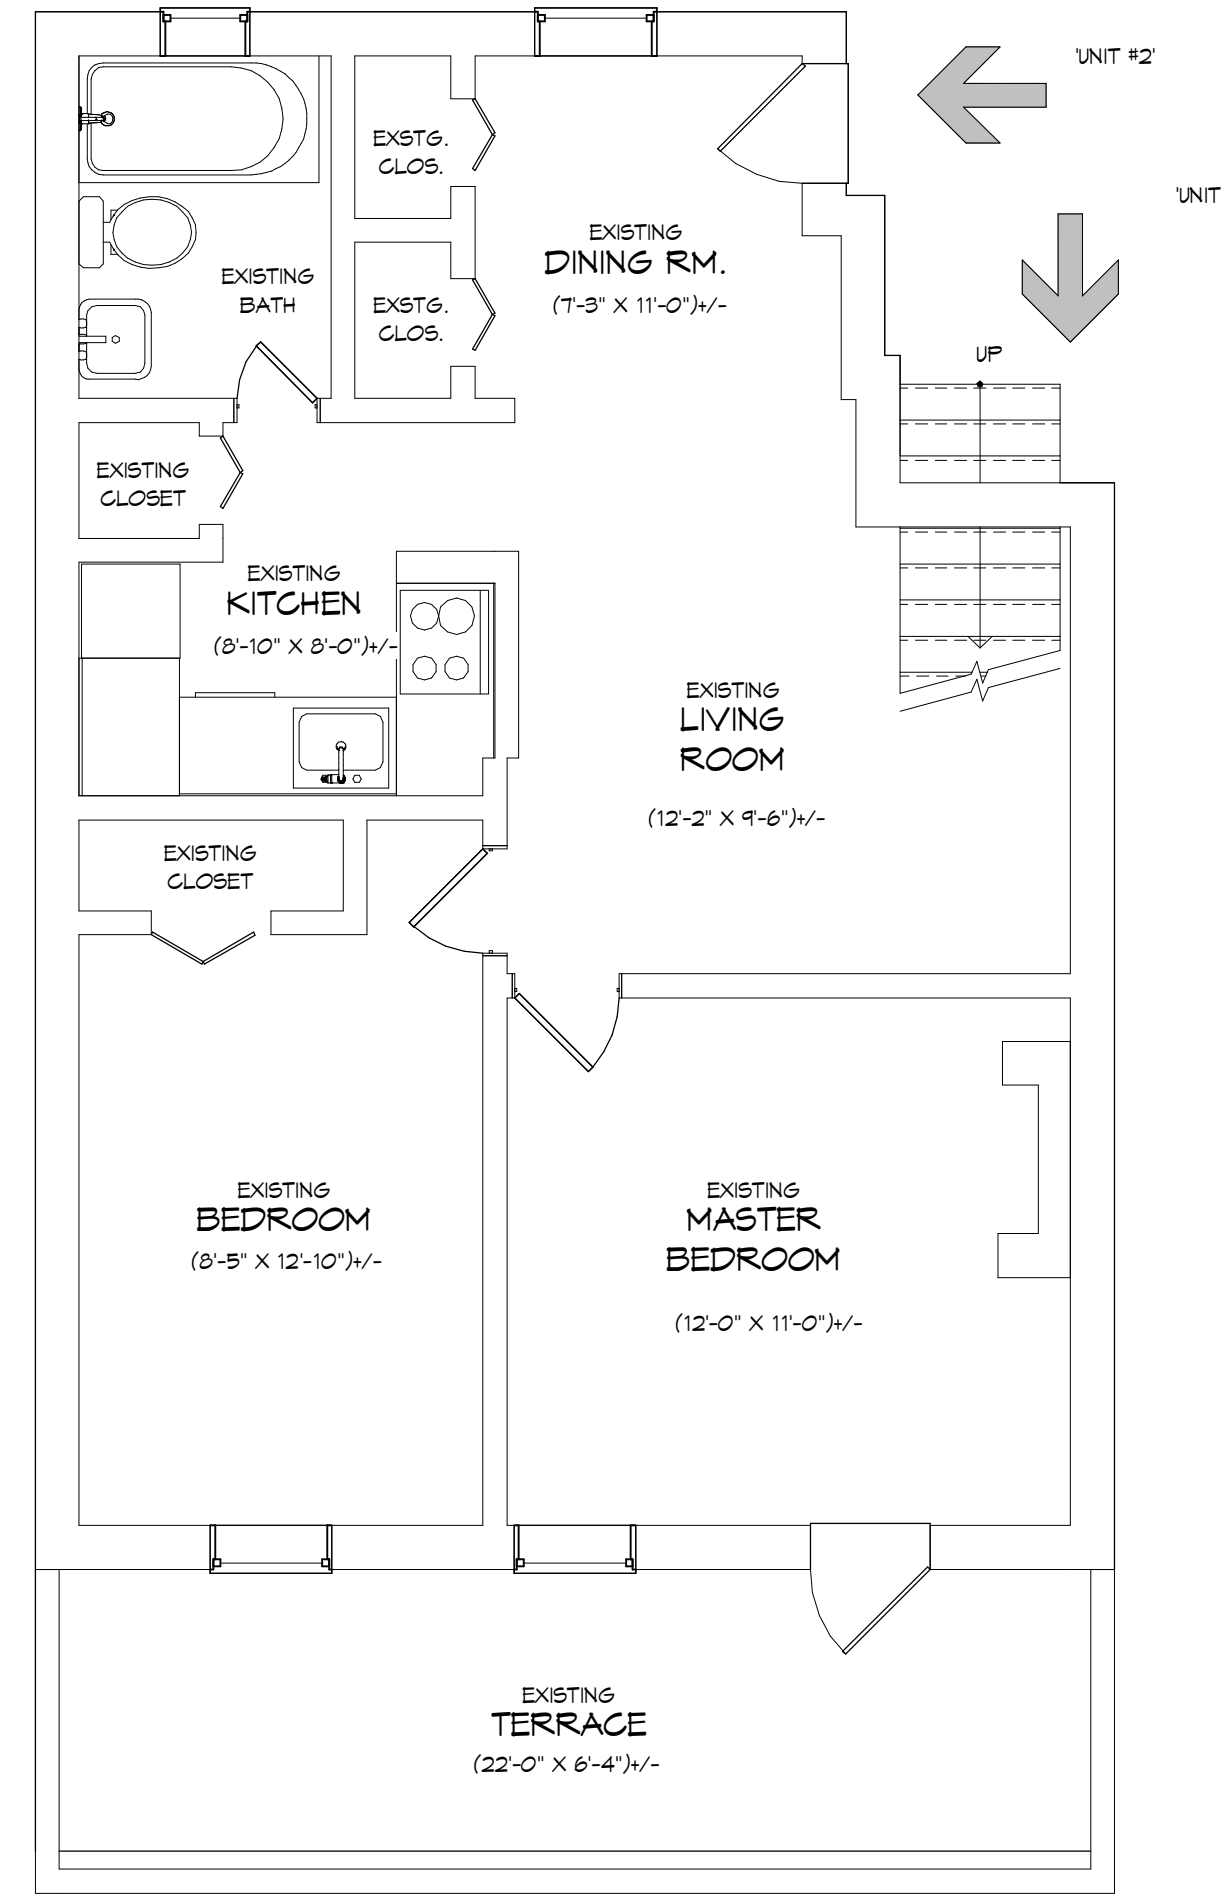 'UNIT #2'
'UNIT
UP
EXSTG.
CLOS.
EXISTING
DINING RM.
(7'-3" X 11'-0")+/-
EXISTING
BATH
EXSTG.
CLOS.
EXISTING
CLOSET
EXISTING
KITCHEN
(8'-10" X 8'-0")+/-
EXISTING
LIVING
ROOM
(12'-2" X 9'-6")+/-
EXISTING
CLOSET
EXISTING
BEDROOM
(8'-5" X 12'-10")+/-
EXISTING
MASTER
BEDROOM
(12'-0" X 11'-0")+/-
EXISTING
TERRACE
(22'-0" X 6'-4")+/-